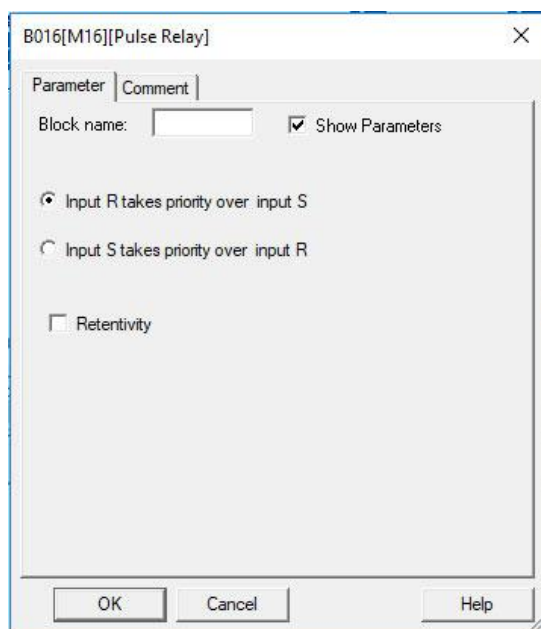 B016[M16][Pulse Relay]
Parameter Comment
Block name: Show Parameters
Input R takes priority over input S
Input S takes priority over input R
Retentivity
OK Cancel Help